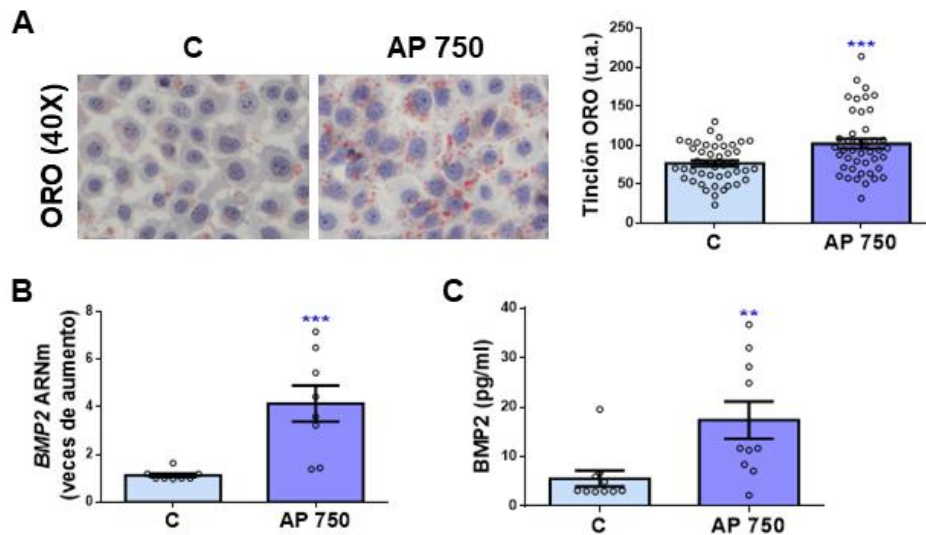 A
C
AP 750
ORO (40X)
Tinción ORO (u.a.)
250
200
150
100
50
0
***
C
AP 750
B
BMP2 ARNm
(veces de aumento)
8
6
4
2
0
***
C
AP 750
C
BMP2 (pg/ml)
40
30
20
10
0
**
C
AP 750